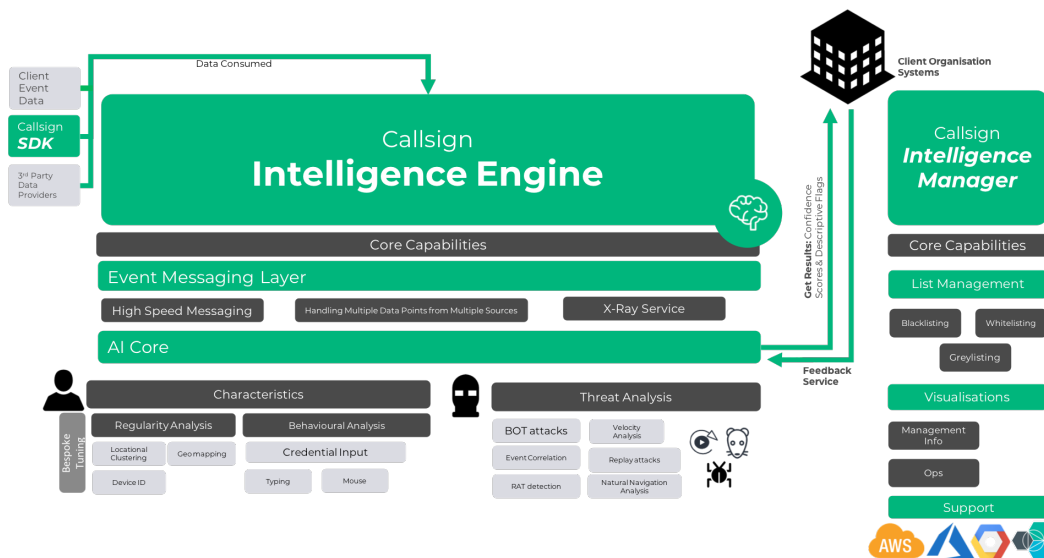 Data Consumed
Client
Event
Data
Callsign
SDK
3rd Party
Data
Providers
Callsign
Intelligence Engine
Core Capabilities
Event Messaging Layer
High Speed Messaging
Handling Multiple Data Points from Multiple Sources
X-Ray Service
AI Core
Characteristics
Bespoke
Tuning
Regularity Analysis
Behavioural Analysis
Locational
Clustering
Geo mapping
Device ID
Credential Input
Typing
Mouse
Threat Analysis
BOT attacks
Velocity
Analysis
Event Correlation
Replay attacks
RAT detection
Natural Navigation
Analysis
Get Results: Confidence
Scores & Descriptive Flags
Feedback
Service
Client Organisation
Systems
Callsign
Intelligence
Manager
Core Capabilities
List Management
Blacklisting
Whitelisting
Greylisting
Visualisations
Management
Info
Ops
Support
AWS